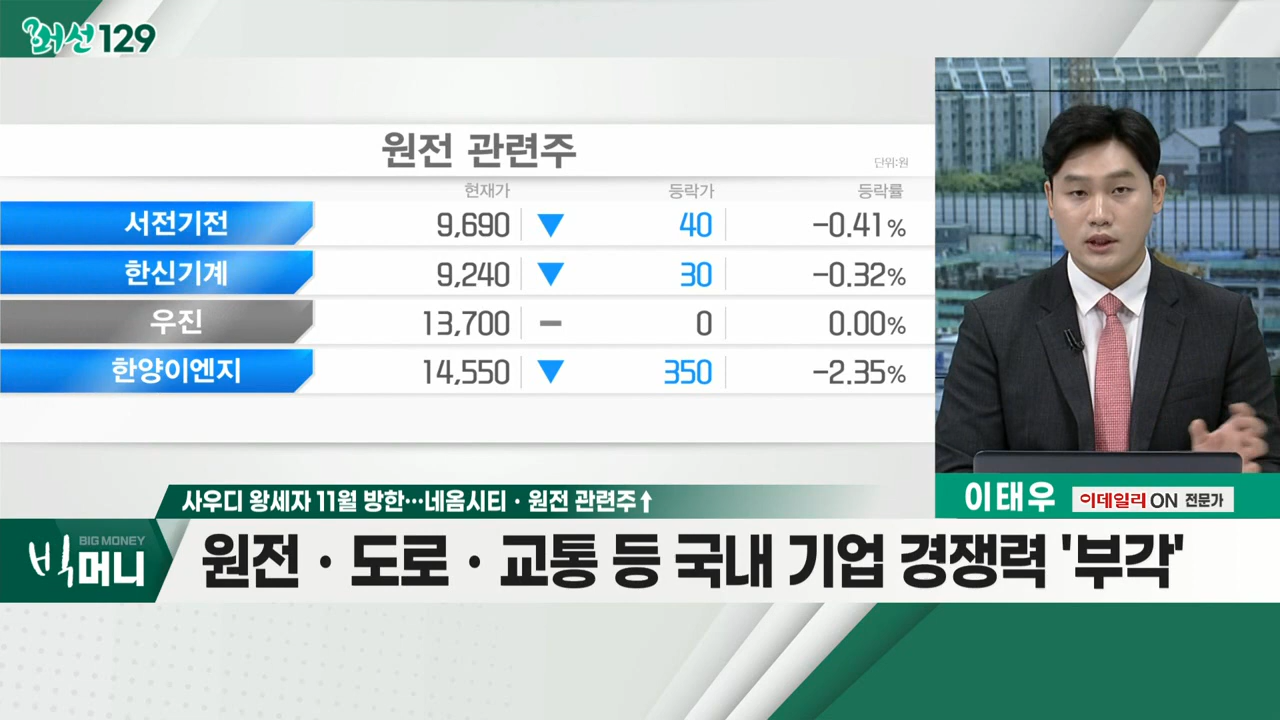 머선129
원전 관련주
단위:원
현재가 등락가 등락률
서전기전 9,690 ▼ 40 -0.41%
한신기계 9,240 ▼ 30 -0.32%
우진 13,700 - 0 0.00%
한양이엔지 14,550 ▼ 350 -2.35%
이태우 이데일리 ON 전문가
사우디 왕세자 11월 방한…네옴시티·원전 관련주↑
BIG MONEY
빅머니
원전·도로·교통 등 국내 기업 경쟁력 '부각'